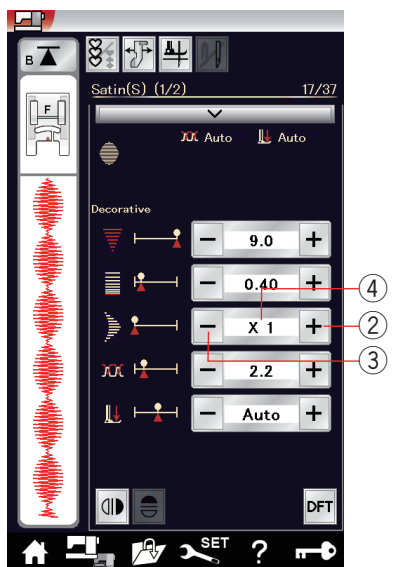 B
F
Satin(S) (1/2) 17/37
Auto Auto
Decorative
− 9.0 +
− 0.40 +
④
− X 1 + ②
③
− 2.2 +
− Auto +
DFT
SET
?